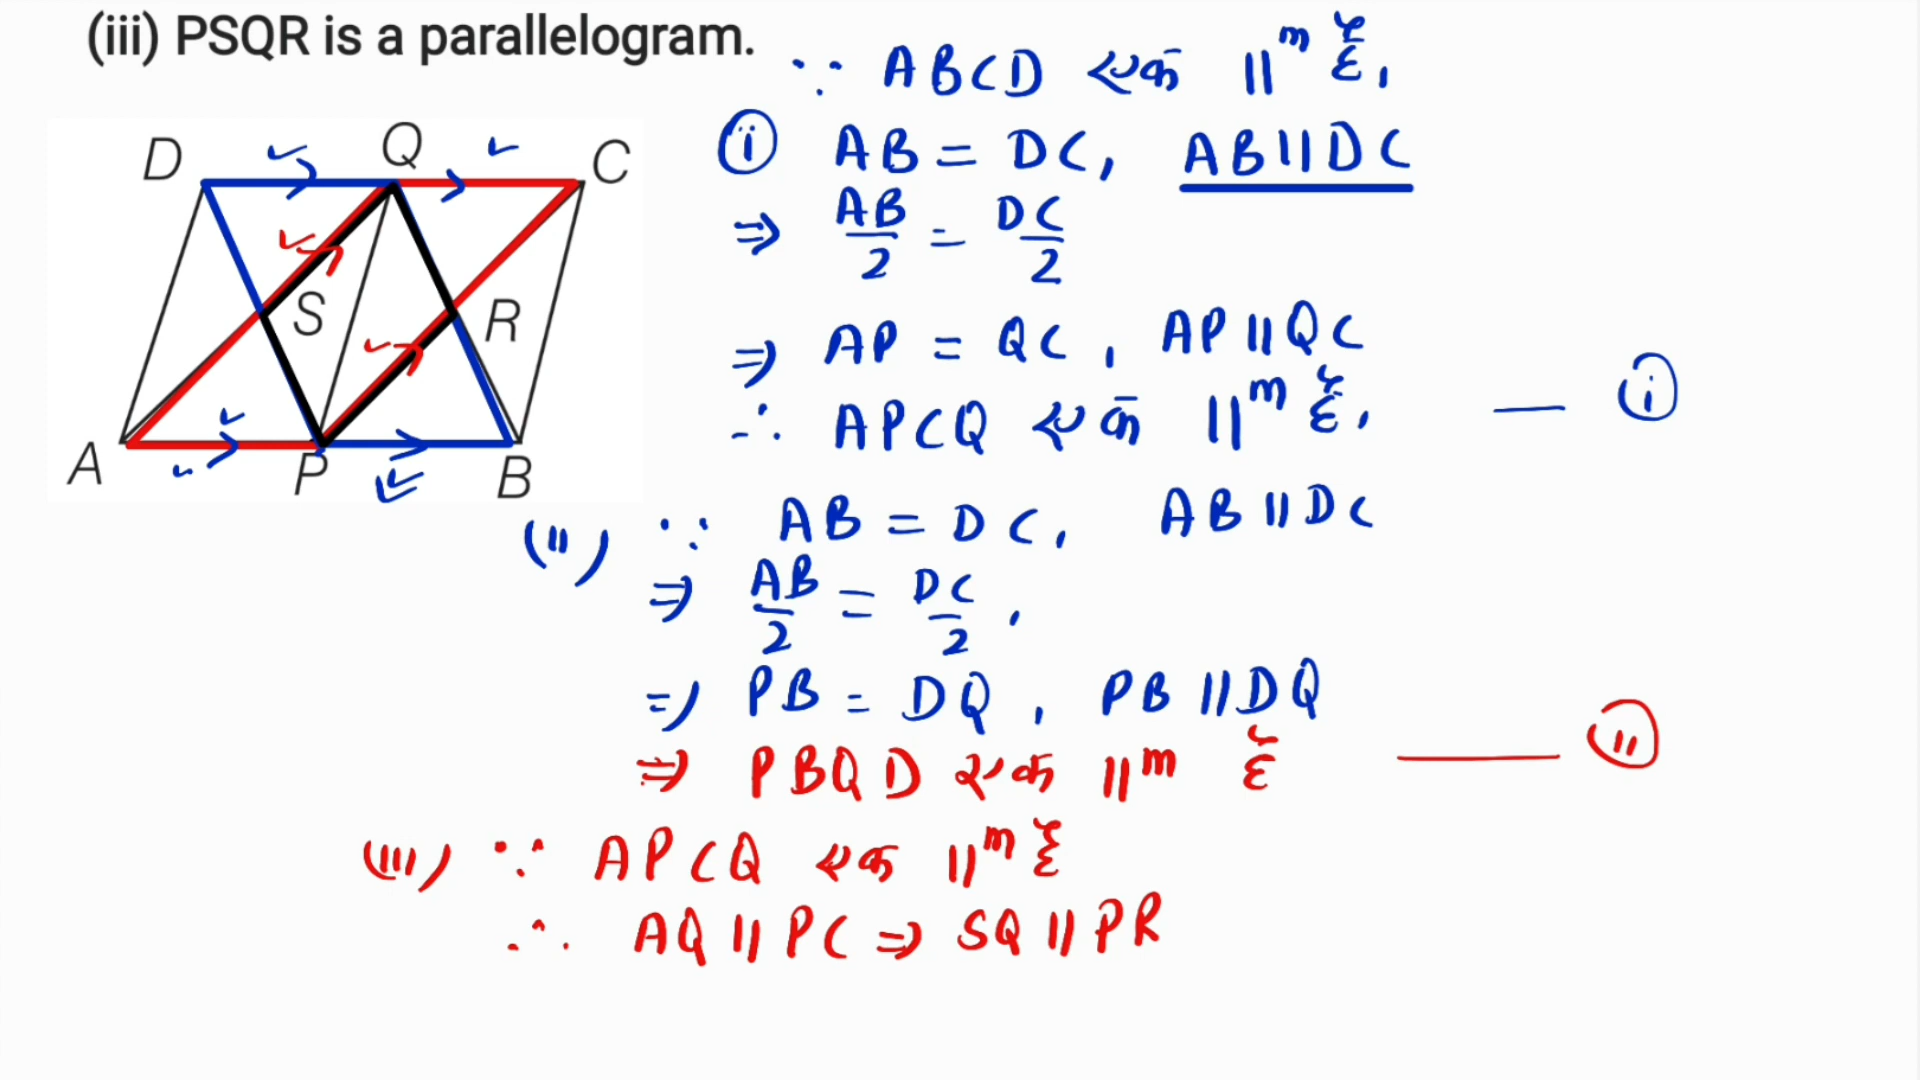 (iii) PSQR is a parallelogram.
∵ ABCD एक ||ᵐ है,
D Q C
S R
A P B
(i) AB = DC, AB || DC
⇒ AB/2 = DC/2
⇒ AP = QC, AP || QC
∴ APCQ एक ||ᵐ है, — (i)
(ii) ∵ AB = DC, AB || DC
⇒ AB/2 = DC/2,
⇒ PB = DQ, PB || DQ
⇒ PBQD एक ||ᵐ है — (ii)
(iii) ∵ APCQ एक ||ᵐ है
∴ AQ || PC ⇒ SQ || PR